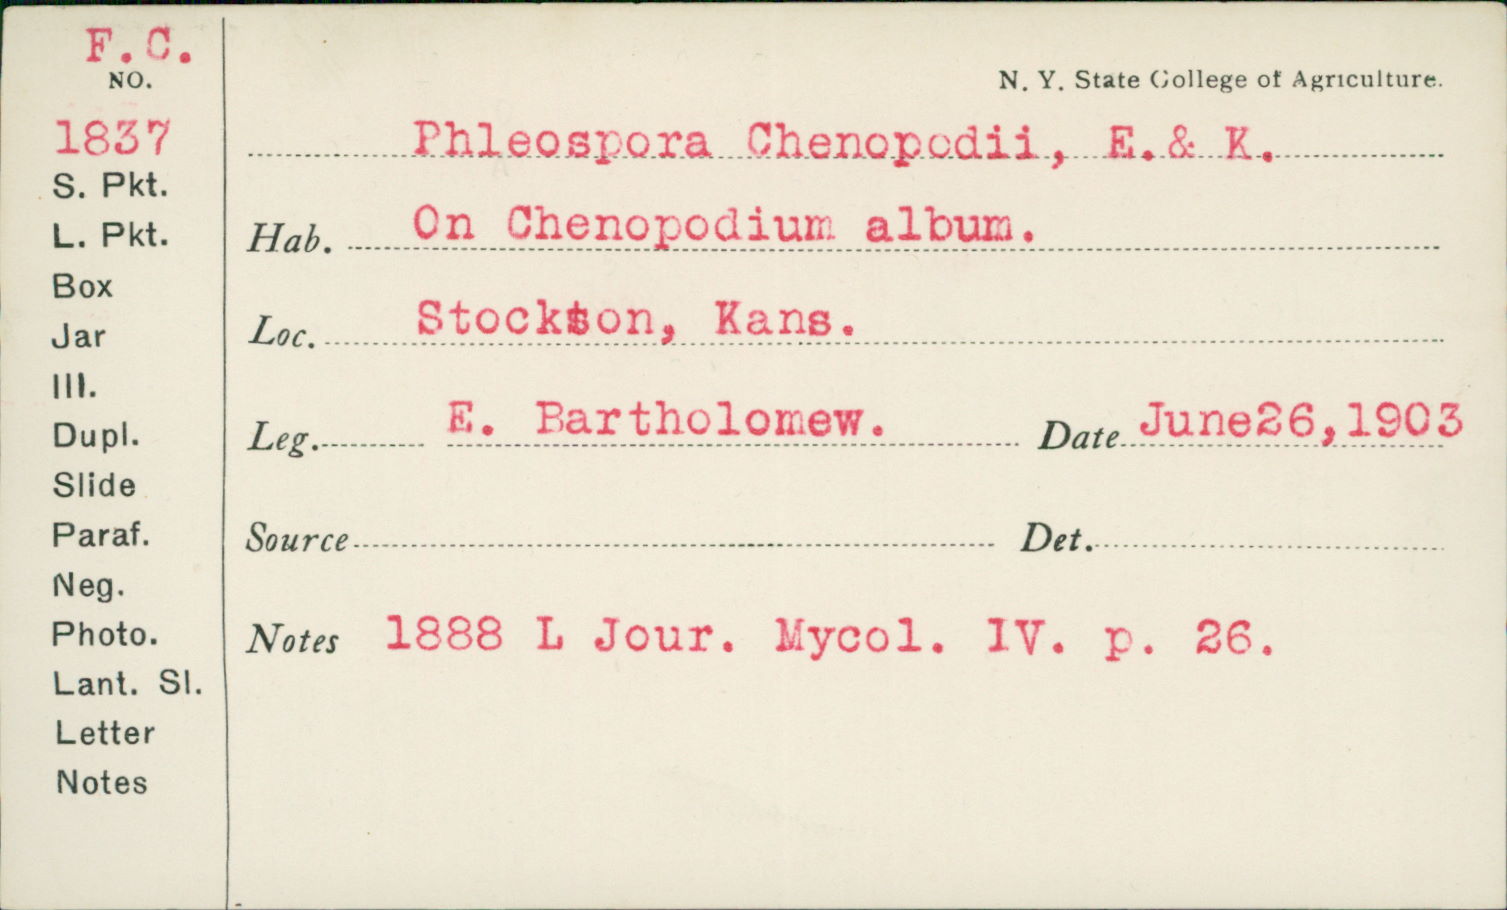 F.C.
NO.
1837
S. Pkt.
L. Pkt.
Box
Jar
Ill.
Dupl.
Slide
Paraf.
Neg.
Photo.
Lant. Sl.
Letter
Notes
N. Y. State College of Agriculture.
Phleospora Chenopodii, E.& K.
Hab. On Chenopodium album.
Loc. Stockton, Kans.
Leg. E. Bartholomew. Date June26,1903
Source Det.
Notes 1888 L Jour. Mycol. IV. p. 26.